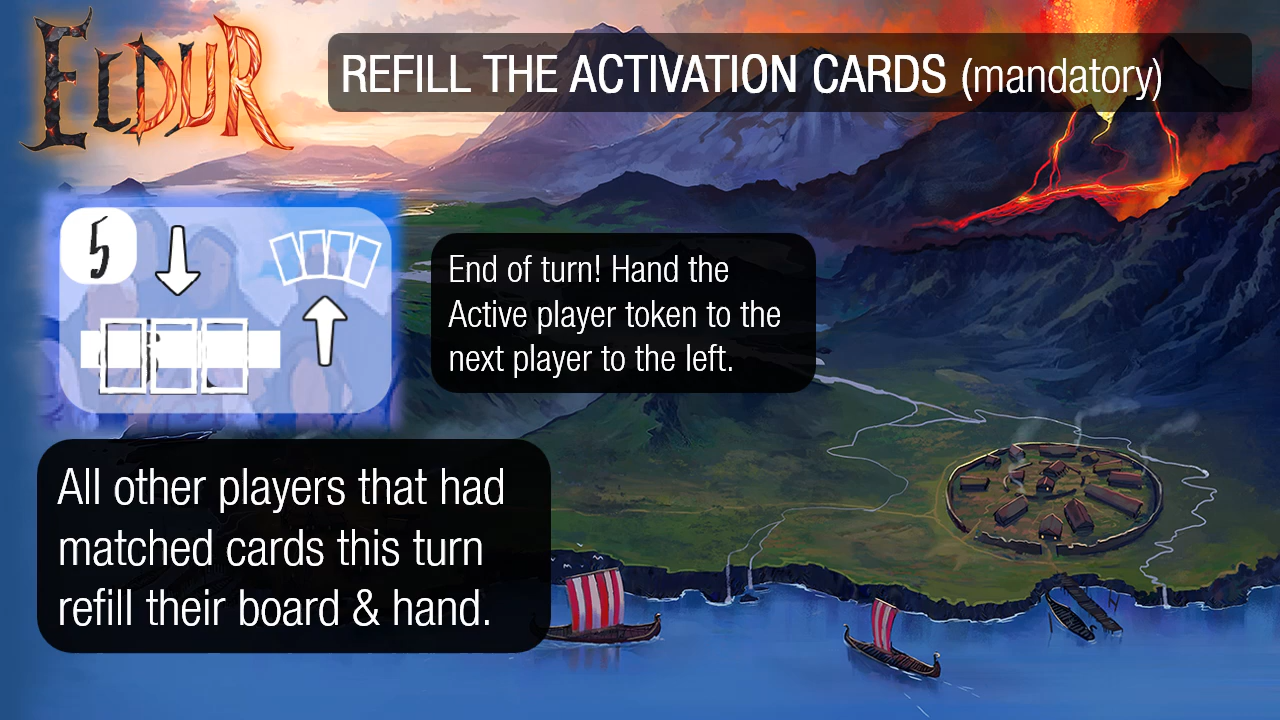 ELDUR
REFILL THE ACTIVATION CARDS (mandatory)
5
End of turn! Hand the
Active player token to the
next player to the left.
All other players that had
matched cards this turn
refill their board & hand.